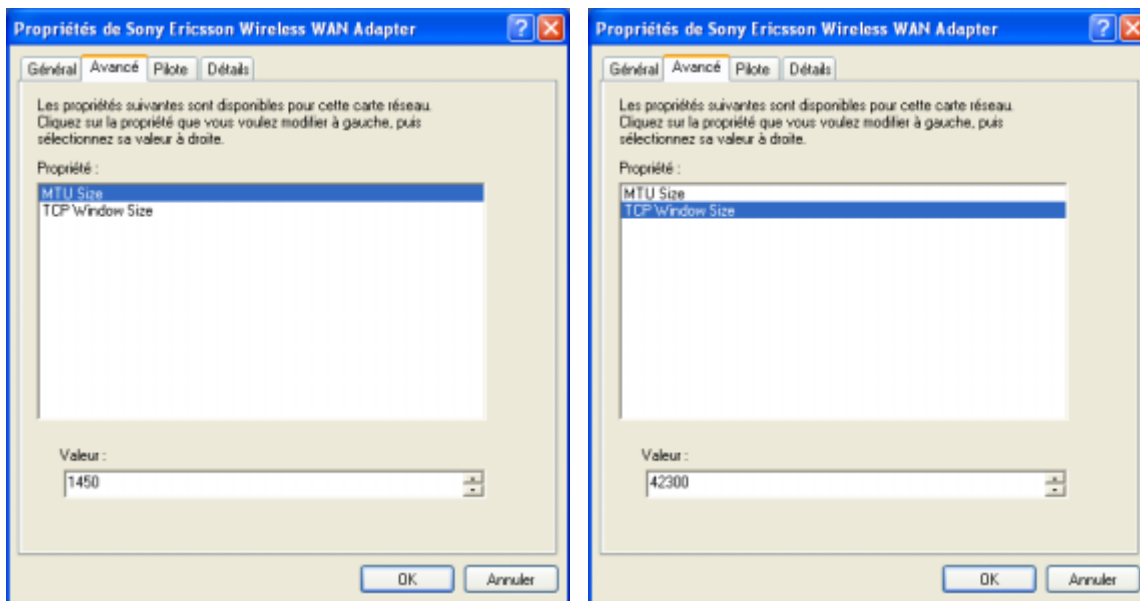 Propriétés de Sony Ericsson Wireless WAN Adapter
Général Avancé Pilote Détails
Les propriétés suivantes sont disponibles pour cette carte réseau.
Cliquez sur la propriété que vous voulez modifier à gauche, puis
sélectionnez sa valeur à droite.
Propriété :
MTU Size
TCP Window Size
Valeur :
1450
OK Annuler
Propriétés de Sony Ericsson Wireless WAN Adapter
Général Avancé Pilote Détails
Les propriétés suivantes sont disponibles pour cette carte réseau.
Cliquez sur la propriété que vous voulez modifier à gauche, puis
sélectionnez sa valeur à droite.
Propriété :
MTU Size
TCP Window Size
Valeur :
42300
OK Annuler